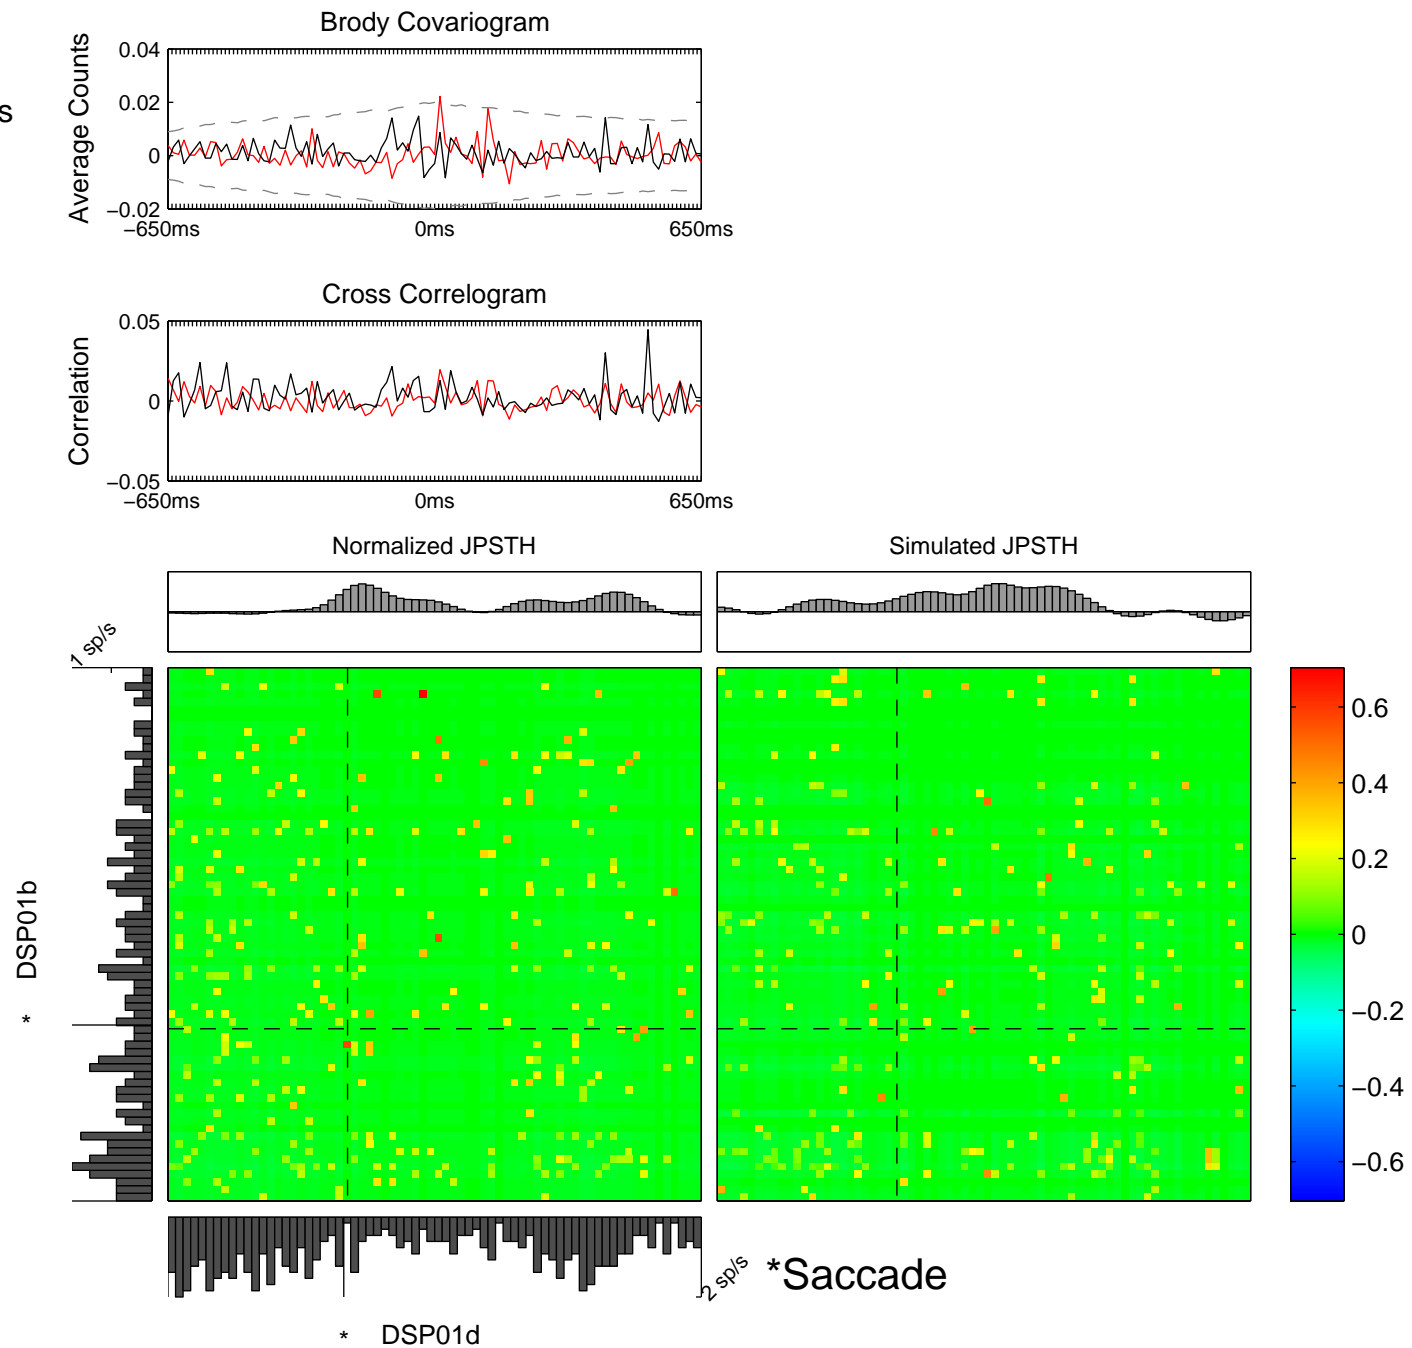 Brody Covariogram
s
Average Counts
0.04
0.02
0
−0.02
−650ms
0ms
650ms
Cross Correlogram
Correlation
0.05
0
−0.05
−650ms
0ms
650ms
Normalized JPSTH
Simulated JPSTH
1 sp/s
* DSP01b
0.6
0.4
0.2
0
−0.2
−0.4
−0.6
2 sp/s
*Saccade
* DSP01d